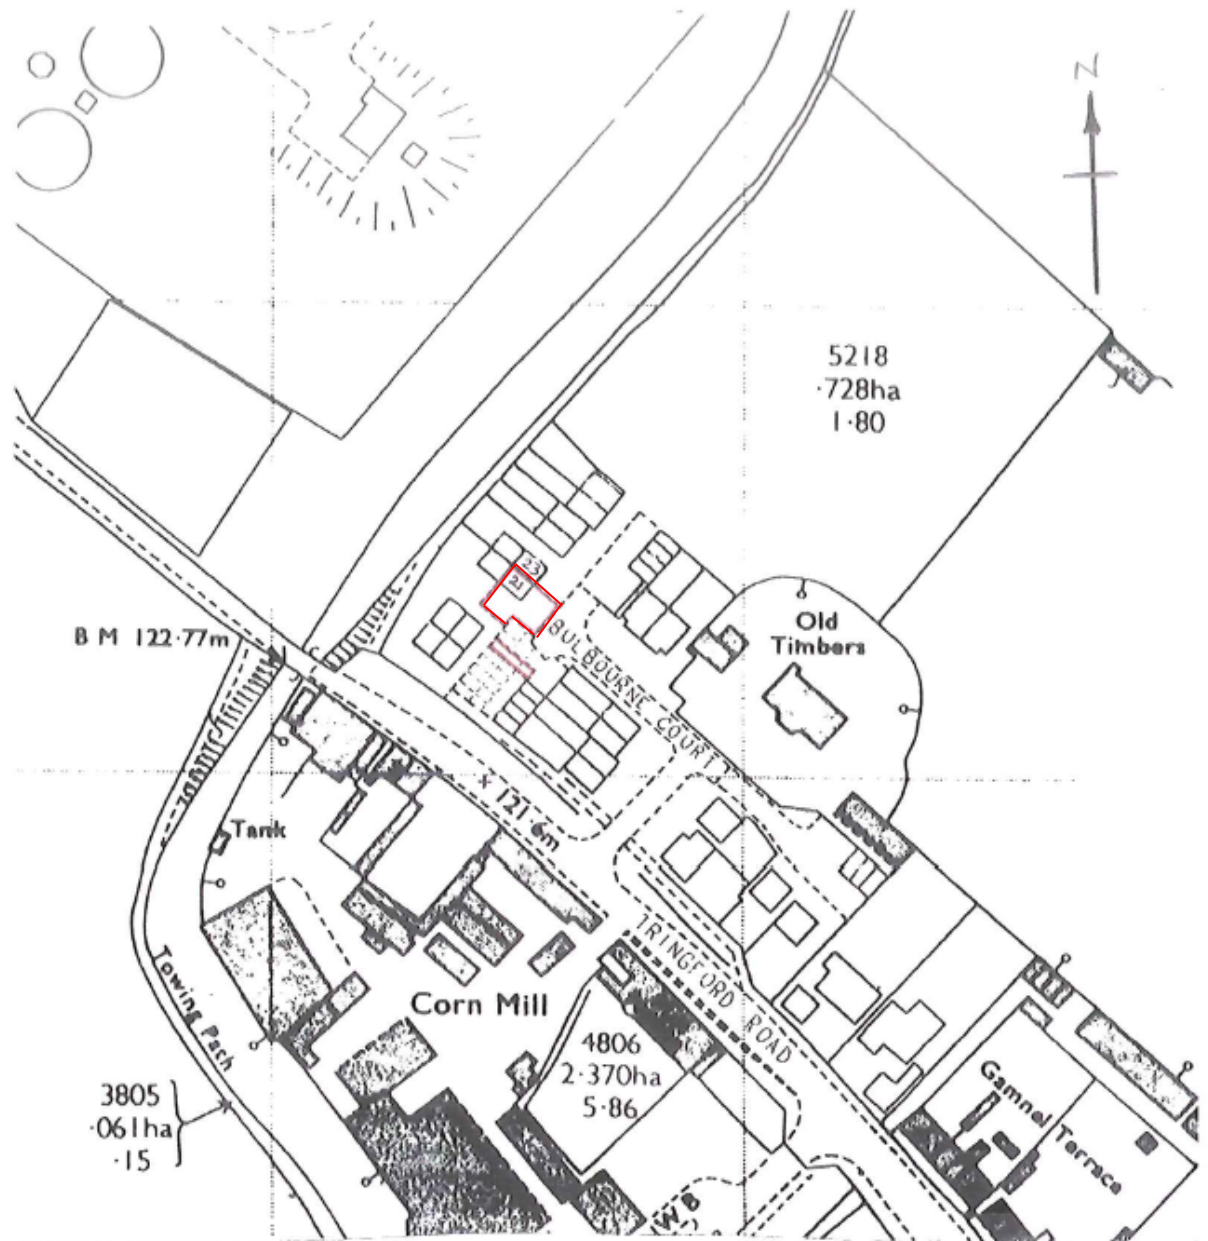 N
5218
·728ha
1·80
23
21
BULBOURNE COURT
Old
Timbers
B M 122·77m
121·6m
Tank
TRINGFORD ROAD
Towing Path
Corn Mill
4806
2·370ha
5·86
3805
·061ha
·15
Gamnel Terrace
W B